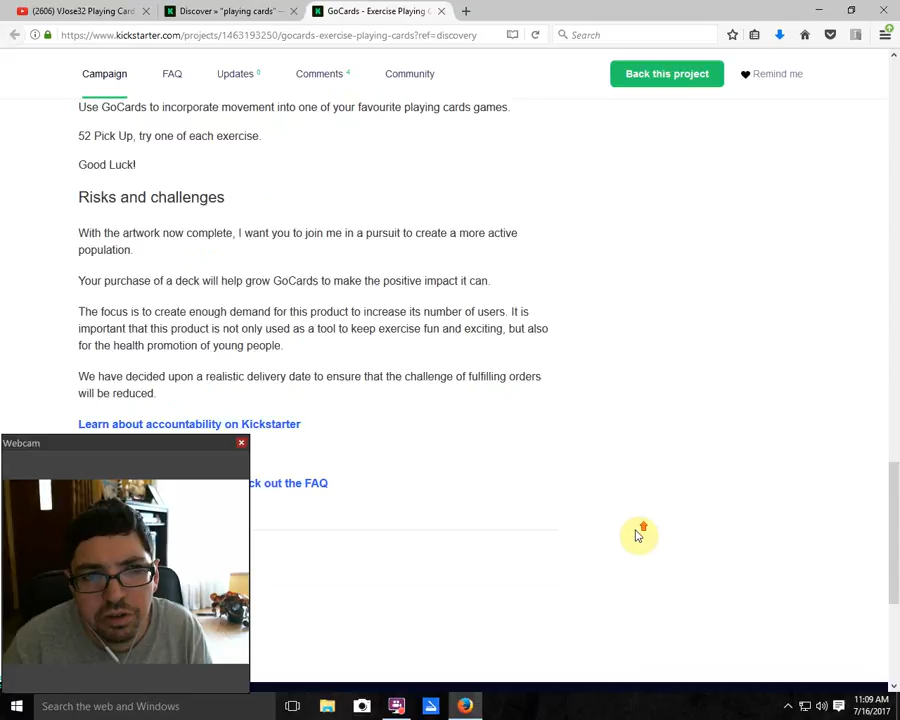 (2606) VJose32 Playing Card
Discover » "playing cards" —
GoCards - Exercise Playing C
https://www.kickstarter.com/projects/1463193250/gocards-exercise-playing-cards?ref=discovery
Search
Campaign
FAQ
Updates 0
Comments 4
Community
Back this project
Remind me
Use GoCards to incorporate movement into one of your favourite playing cards games.
52 Pick Up, try one of each exercise.
Good Luck!
Risks and challenges
With the artwork now complete, I want you to join me in a pursuit to create a more active
population.
Your purchase of a deck will help grow GoCards to make the positive impact it can.
The focus is to create enough demand for this product to increase its number of users. It is
important that this product is not only used as a tool to keep exercise fun and exciting, but also
for the health promotion of young people.
We have decided upon a realistic delivery date to ensure that the challenge of fulfilling orders
will be reduced.
Learn about accountability on Kickstarter
Webcam
ck out the FAQ
Search the web and Windows
11:09 AM
7/16/2017